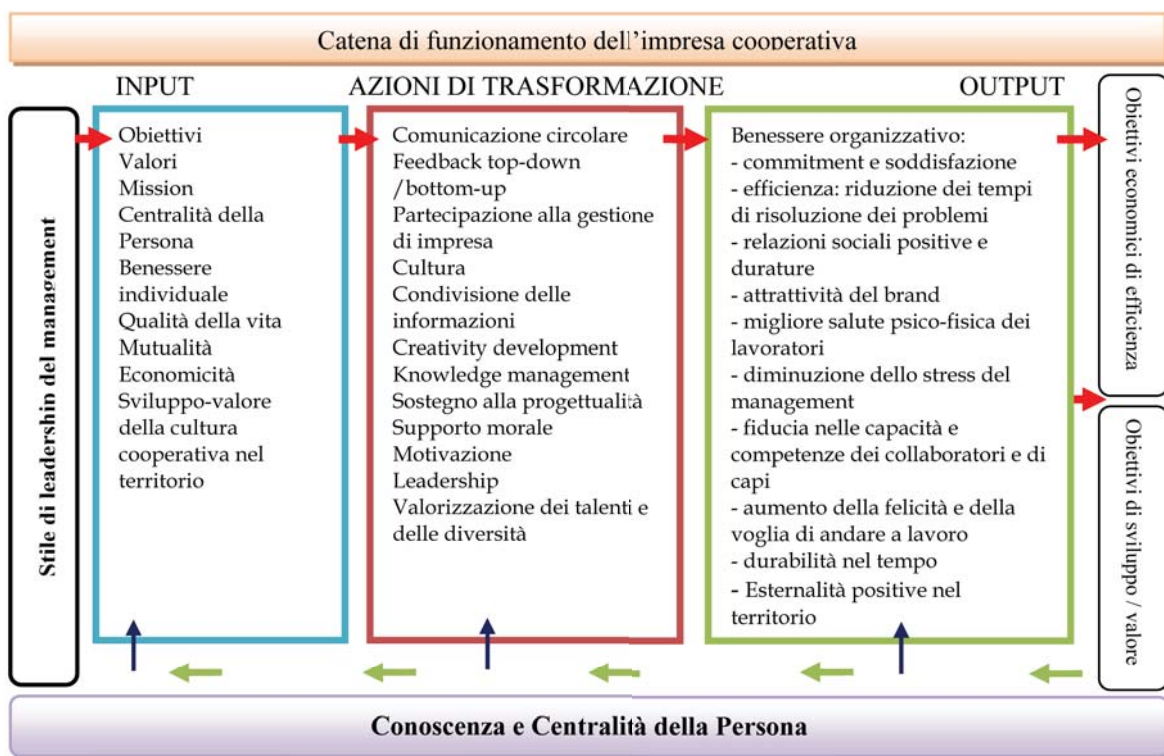 Catena di funzionamento dell'impresa cooperativa
INPUT
AZIONI DI TRASFORMAZIONE
OUTPUT
Stile di leadership del management
Obiettivi
Valori
Mission
Centralità della
Persona
Benessere
individuale
Qualità della vita
Mutualità
Economicità
Sviluppo-valore
della cultura
cooperativa nel
territorio
Comunicazione circolare
Feedback top-down
/bottom-up
Partecipazione alla gestione
di impresa
Cultura
Condivisione delle
informazioni
Creativity development
Knowledge management
Sostegno alla progettualità
Supporto morale
Motivazione
Leadership
Valorizzazione dei talenti e
delle diversità
Benessere organizzativo:
- commitment e soddisfazione
- efficienza: riduzione dei tempi
di risoluzione dei problemi
- relazioni sociali positive e
durature
- attrattività del brand
- migliore salute psico-fisica dei
lavoratori
- diminuzione dello stress del
management
- fiducia nelle capacità e
competenze dei collaboratori e di
capi
- aumento della felicità e della
voglia di andare a lavoro
- durabilità nel tempo
- Esternalità positive nel
territorio
Obiettivi economici di
efficienza
Obiettivi di sviluppo / valore
Conoscenza e Centralità della Persona